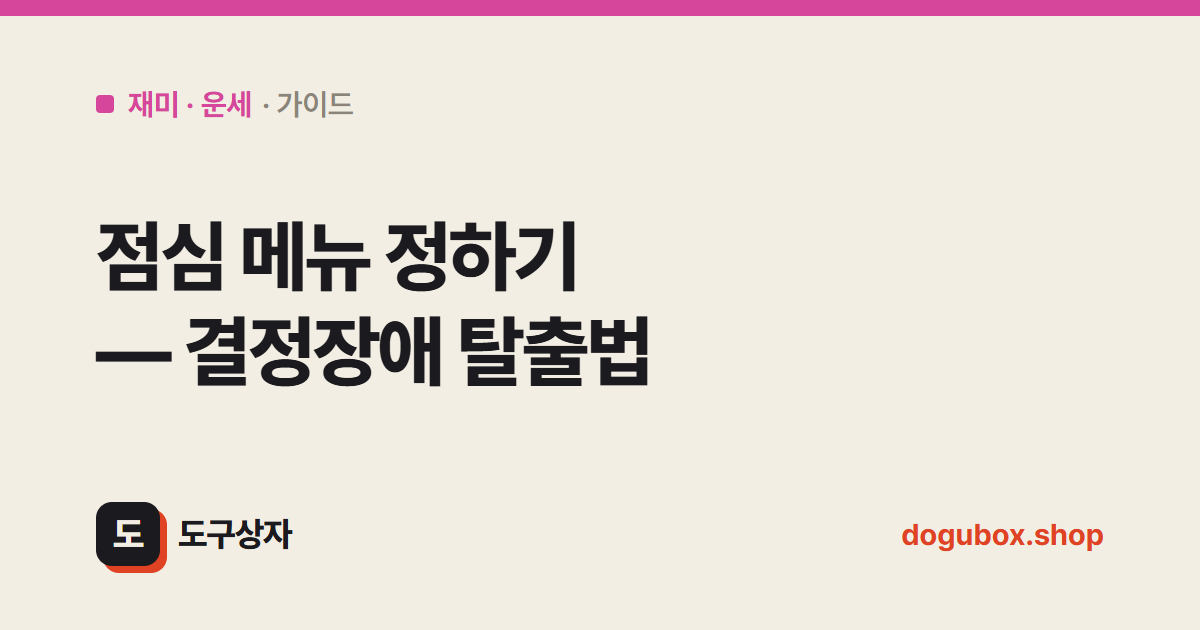 재미 · 운세 · 가이드
점심 메뉴 정하기
— 결정장애 탈출법
도 도구상자
dogubox.shop